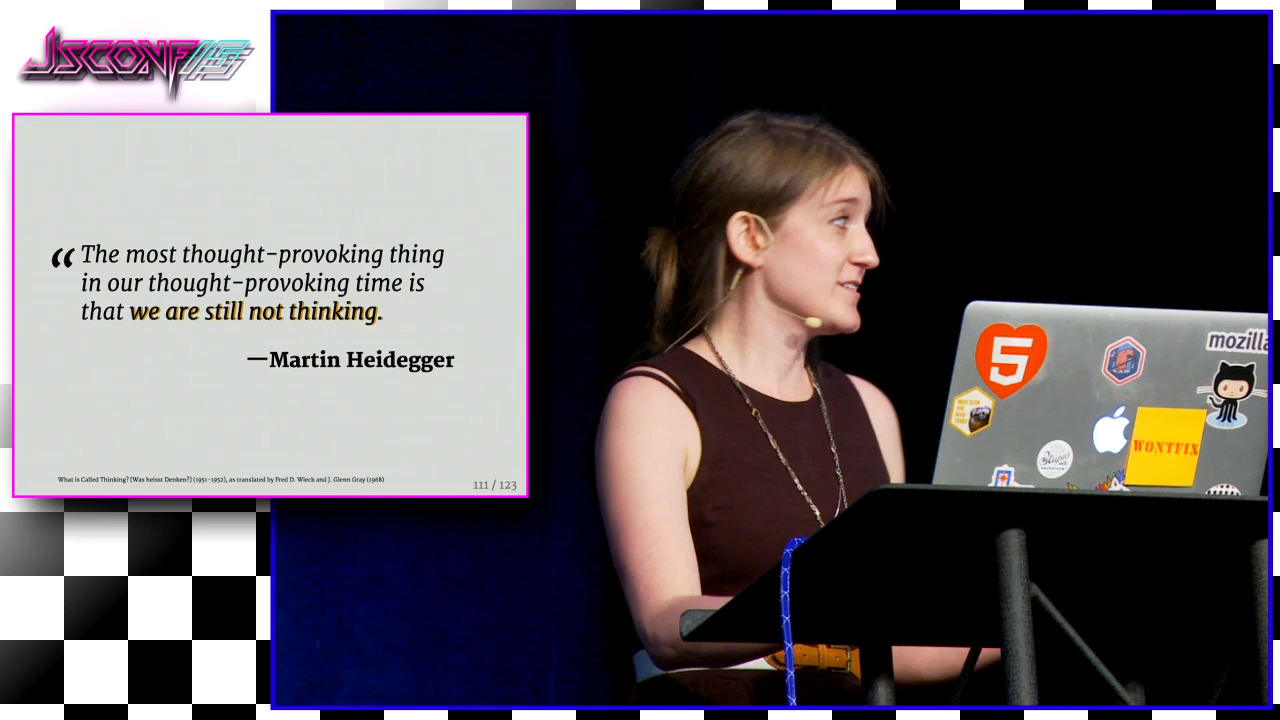 JSCONF15
“ The most thought-provoking thing
in our thought-provoking time is
that we are still not thinking.
—Martin Heidegger
What is Called Thinking? [Was heisst Denken?] (1951–1952), as translated by Fred D. Wieck and J. Glenn Gray (1968)
111 / 123
5
mozilla
WONTFIX